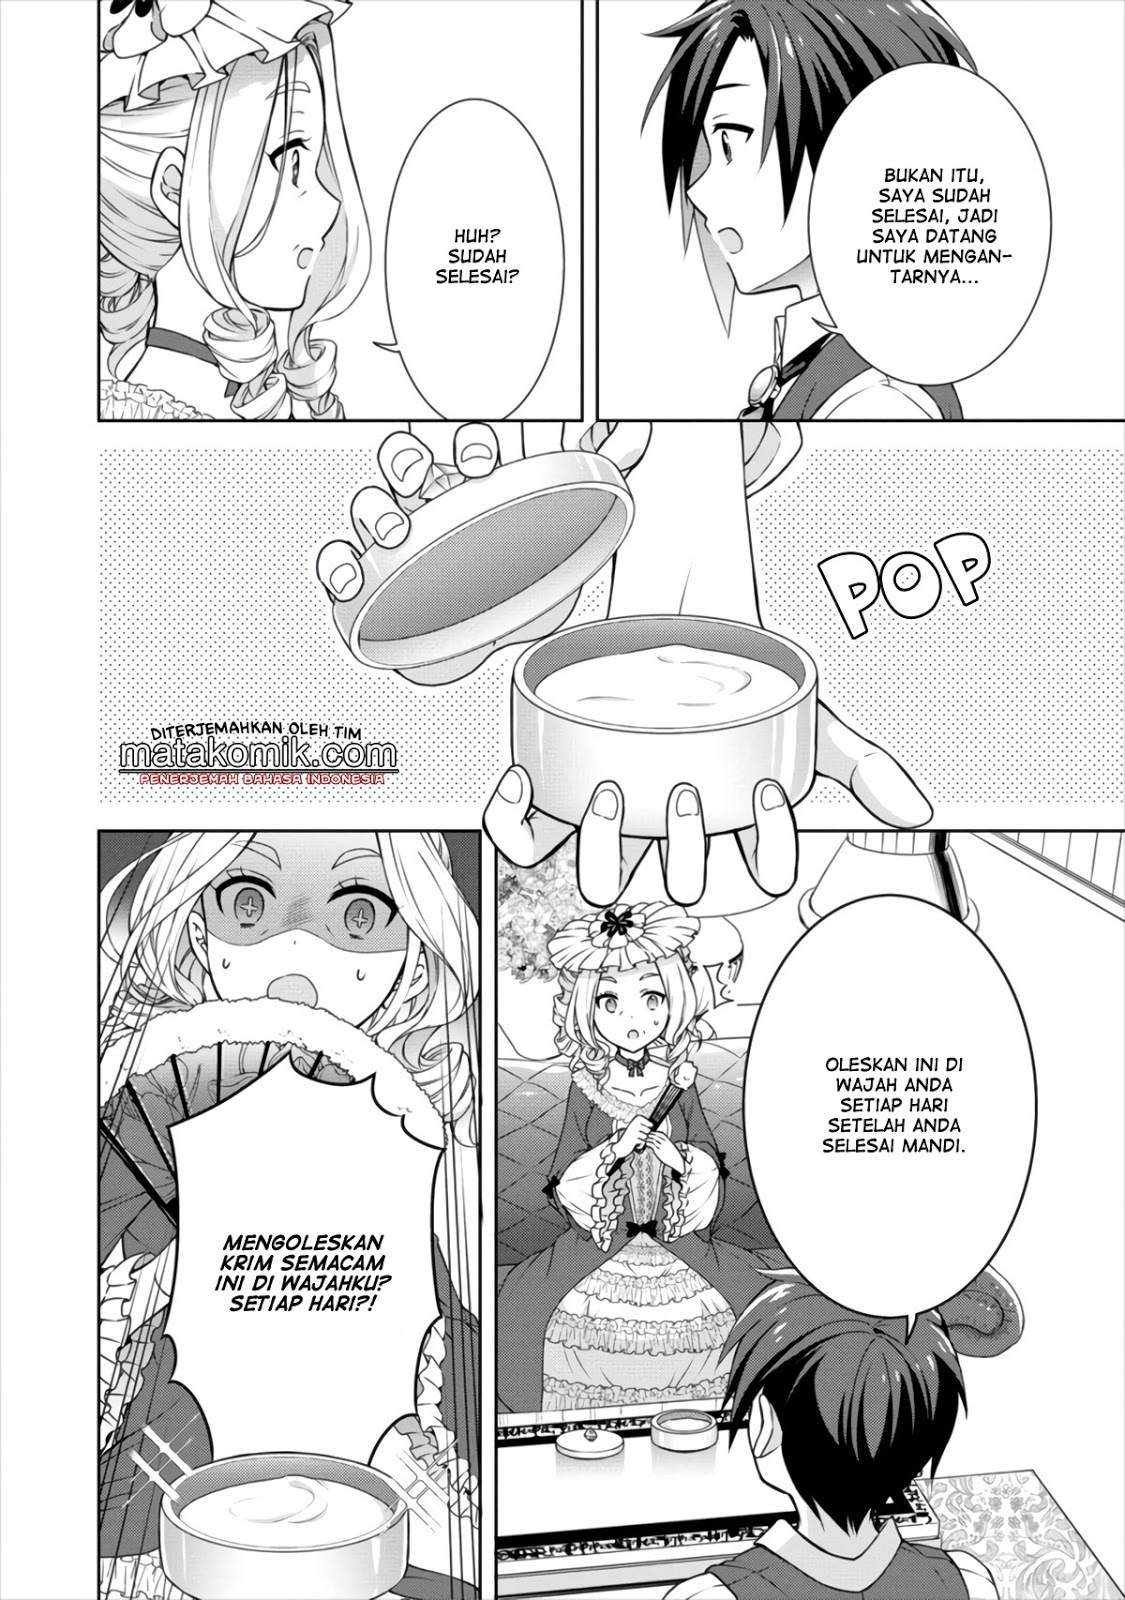 BUKAN ITU,
SAYA SUDAH
SELESAI, JADI
SAYA DATANG
UNTUK MENGAN-
TARNYA...
HUH?
SUDAH
SELESAI?
POP
DITERJEMAHKAN OLEH TIM
matakomik.com
PENERJEMAH BAHASA INDONESIA
OLESKAN INI DI
WAJAH ANDA
SETIAP HARI
SETELAH ANDA
SELESAI MANDI.
MENGOLESKAN
KRIM SEMACAM
INI DI WAJAHKU?
SETIAP HARI?!